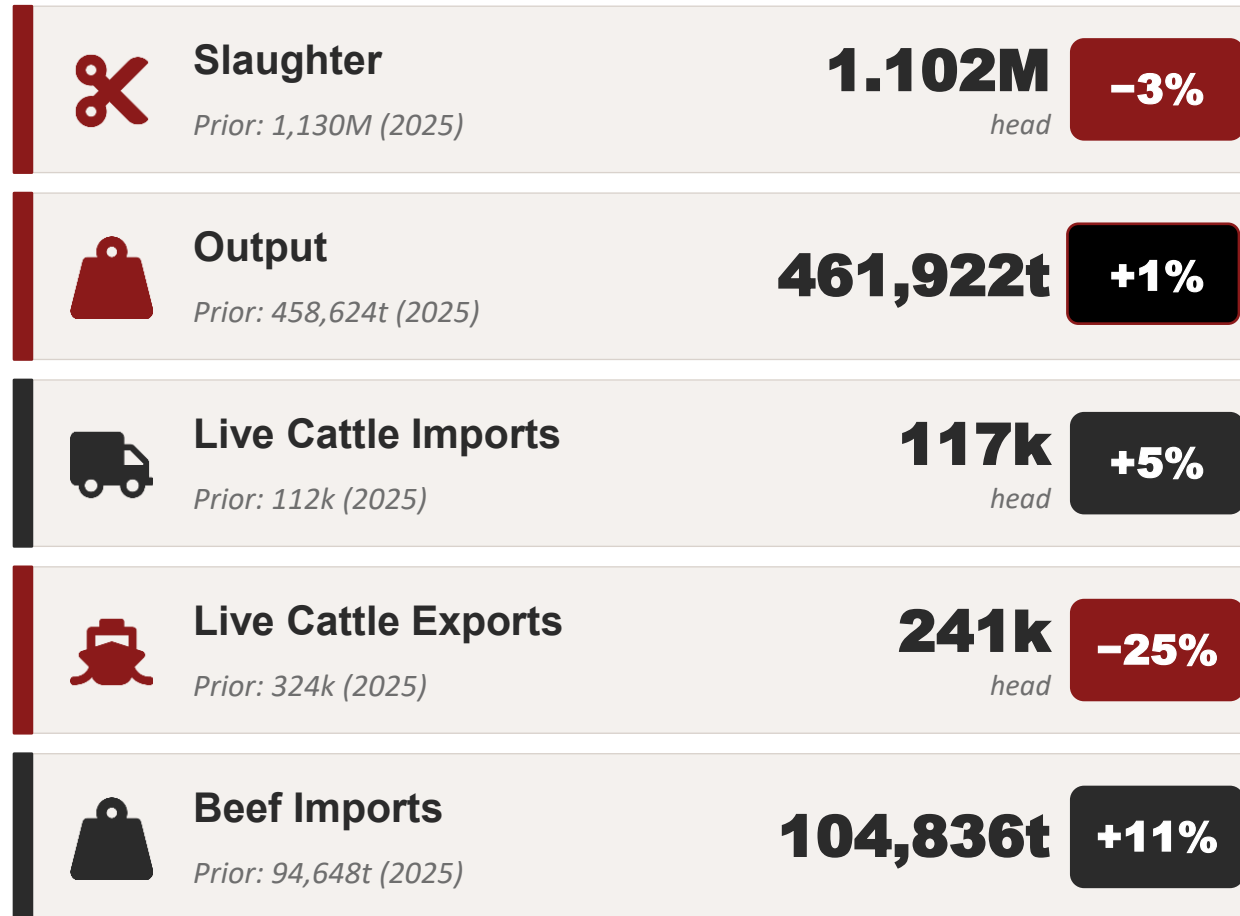 Slaughter
1.102M
−3%
Prior: 1,130M (2025)
head
Output
461,922t
+1%
Prior: 458,624t (2025)
Live Cattle Imports
117k
+5%
Prior: 112k (2025)
head
Live Cattle Exports
241k
−25%
Prior: 324k (2025)
head
Beef Imports
104,836t
+11%
Prior: 94,648t (2025)